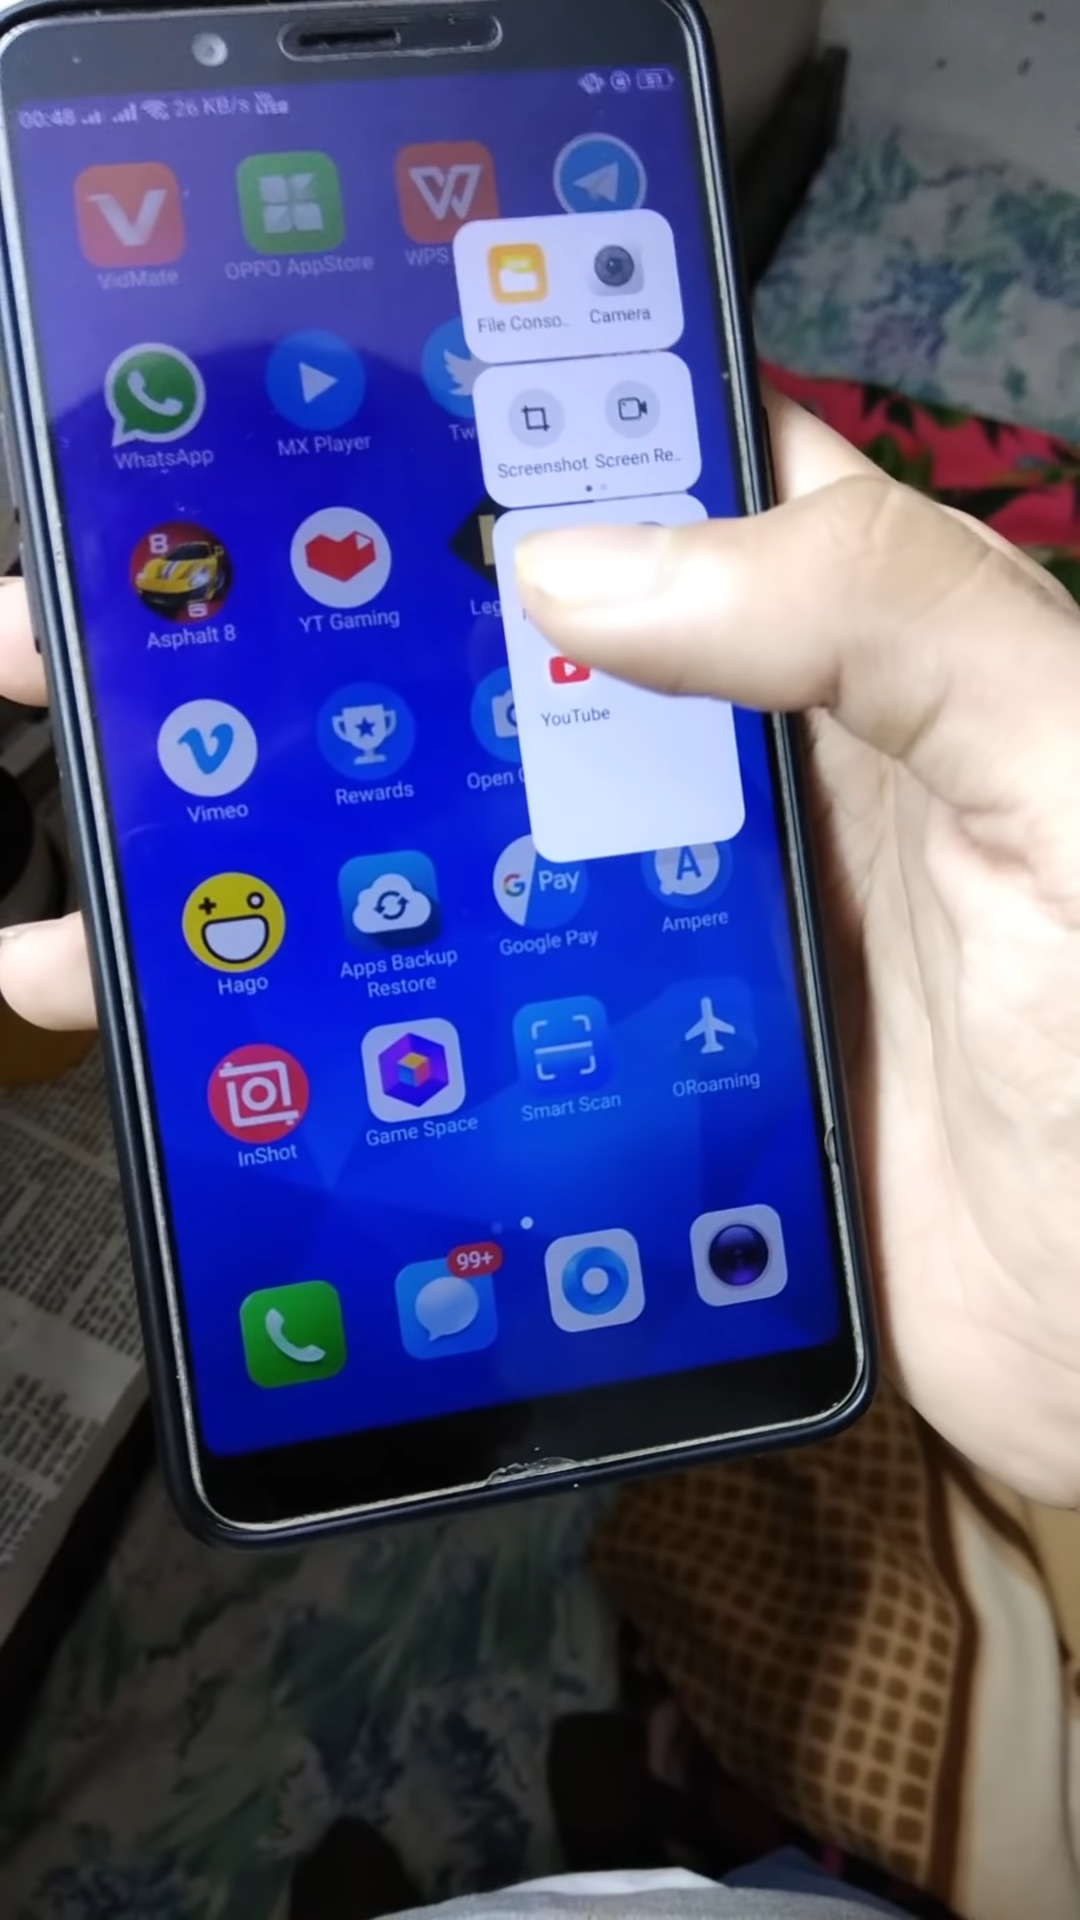 00:48 26 KB/s
53
VidMate
OPPO AppStore
WPS
File Conso..
Camera
WhatsApp
MX Player
Tw
Screenshot
Screen Re..
8
Asphalt 8
YT Gaming
Leg
YouTube
Vimeo
Rewards
Open
G Pay
A
Hago
Apps Backup
Restore
Google Pay
Ampere
InShot
Game Space
Smart Scan
ORoaming
99+